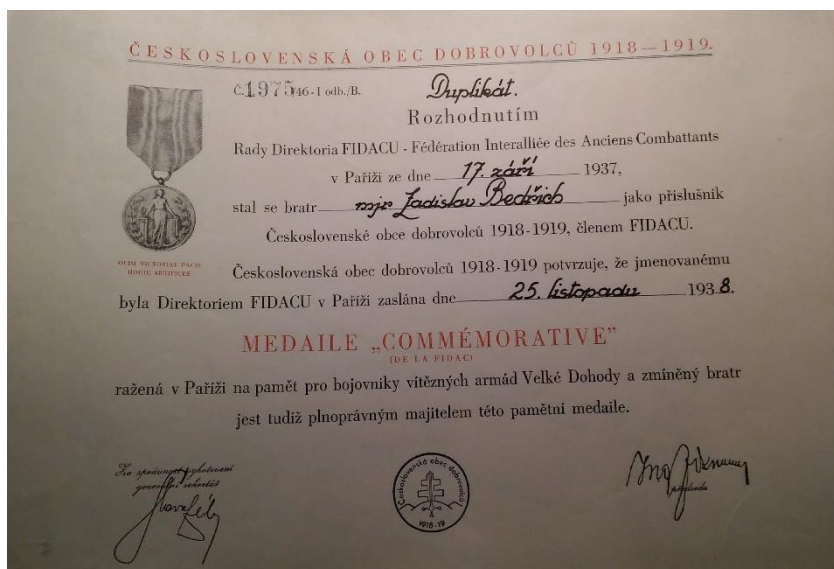 ČESKOSLOVENSKÁ OBEC DOBROVOLCŮ 1918—1919.
Č.1975/46-I odb./B. Duplikát.
Rozhodnutím
Rady Direktoria FIDACU - Fédération Interalliée des Anciens Combattants
v Paříži ze dne 17. září 1937,
stal se bratr mjr Ladislav Bedřich jako příslušník
Československé obce dobrovolců 1918-1919, členem FIDACU.
OLIM VICTORIAE PACIS
HODIE ARTIFICES
Československá obec dobrovolců 1918-1919 potvrzuje, že jmenovanému
byla Direktoriem FIDACU v Paříži zaslána dne 25. listopadu 1938.
MEDAILE „COMMÉMORATIVE”
(DE LA FIDAC)
ražená v Paříži na pamět pro bojovníky vítězných armád Velké Dohody a zmíněný bratr
jest tudíž plnoprávným majitelem této pamětní medaile.
Za správnost vyhotovení
generální sekretář
předseda
Československá obec dobrovolců
1918-19